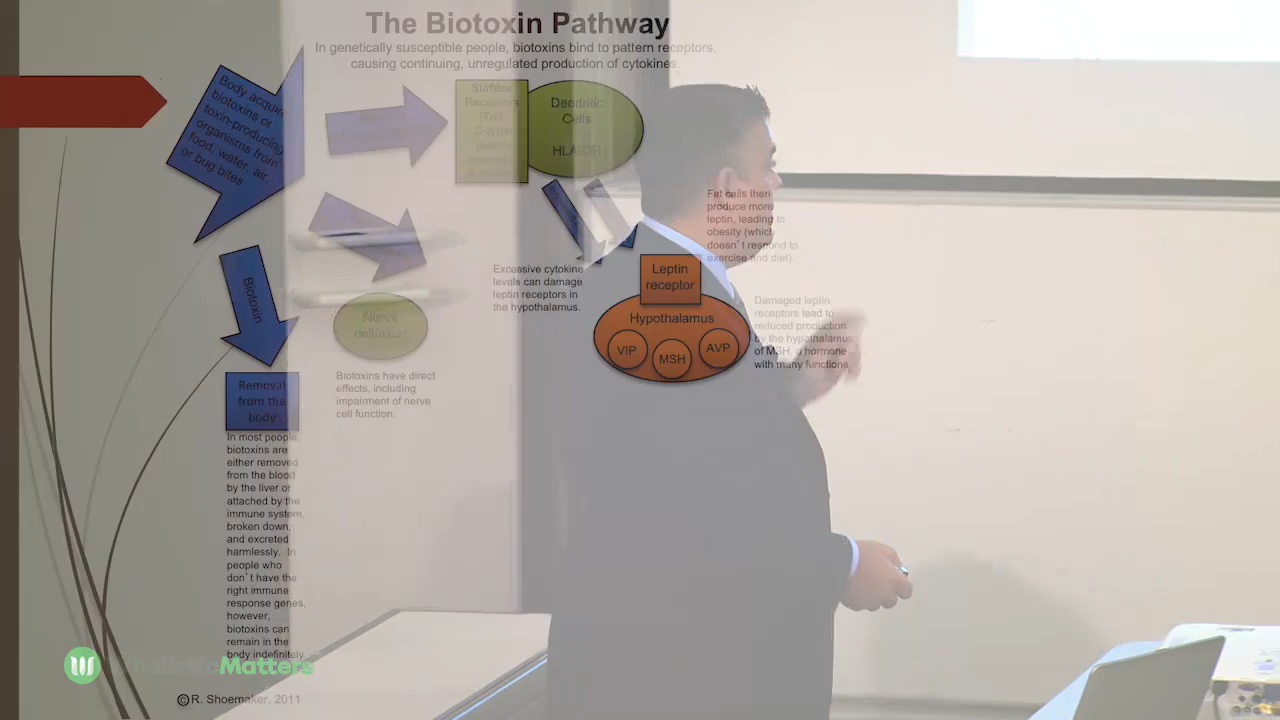 The Biotoxin Pathway
In genetically susceptible people, biotoxins bind to pattern receptors,
causing continuing, unregulated production of cytokines.
Body acquires
biotoxins or
toxin-producing
organisms from
food, water, air,
or bug bites
Surface
Receptors
(Toll
Dendritic
Cells
HLA DR
Fat cells then
produce more
leptin, leading to
obesity (which
doesn't respond to
exercise and diet).
Excessive cytokine
levels can damage
leptin receptors in
the hypothalamus.
Leptin
receptor
Hypothalamus
VIP
MSH
AVP
Damaged leptin
receptors lead to
reduced production
by the hypothalamus
of MSH, a hormone
with many functions.
Biotoxin
Nerve
cell/axon
Biotoxins have direct
effects, including
impairment of nerve
cell function.
Removal
from the
body
In most people,
biotoxins are
either removed
from the blood
by the liver or
attached by the
immune system,
broken down,
and excreted
harmlessly. In
people who
don't have the
right immune
response genes,
however,
biotoxins can
remain in the
body indefinitely.
WholisticMatters
©R. Shoemaker, 2011